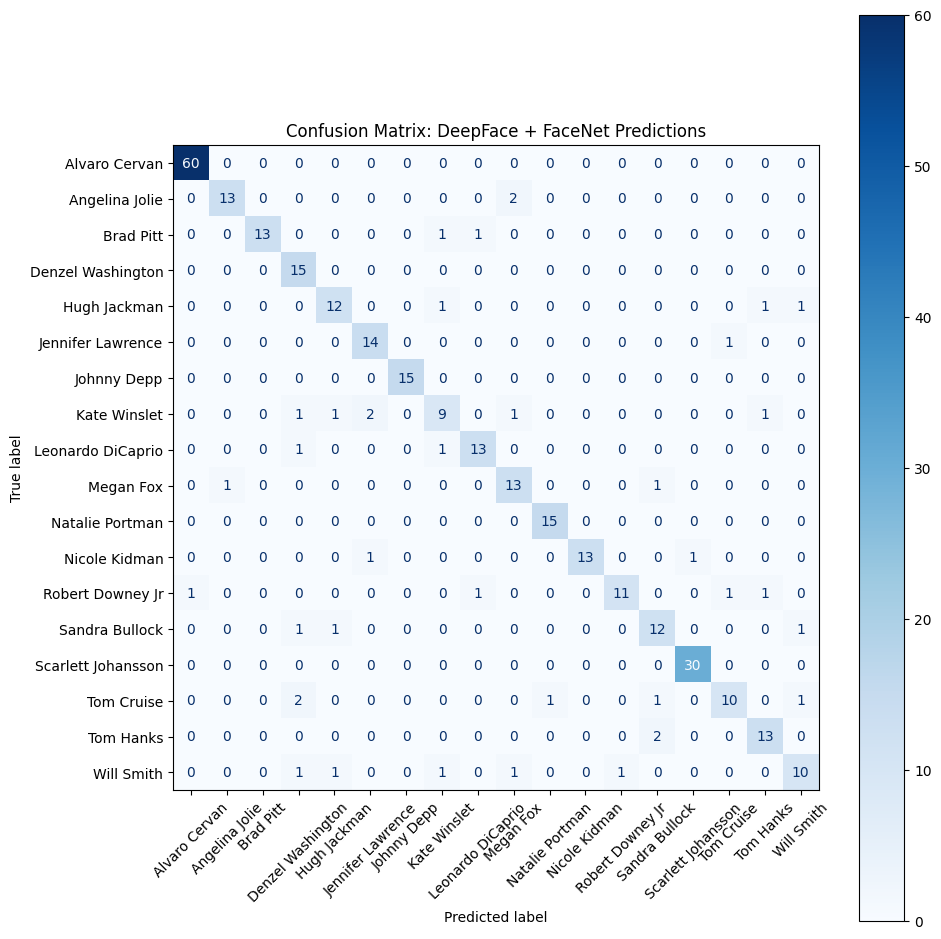 Confusion Matrix: DeepFace + FaceNet Predictions
True label
Alvaro Cervan 60 0 0 0 0 0 0 0 0 0 0 0 0 0 0 0 0 0
Angelina Jolie 0 13 0 0 0 0 0 0 0 2 0 0 0 0 0 0 0 0
Brad Pitt 0 0 13 0 0 0 0 1 1 0 0 0 0 0 0 0 0 0
Denzel Washington 0 0 0 15 0 0 0 0 0 0 0 0 0 0 0 0 0 0
Hugh Jackman 0 0 0 0 12 0 0 1 0 0 0 0 0 0 0 0 1 1
Jennifer Lawrence 0 0 0 0 0 14 0 0 0 0 0 0 0 0 0 1 0 0
Johnny Depp 0 0 0 0 0 0 15 0 0 0 0 0 0 0 0 0 0 0
Kate Winslet 0 0 0 1 1 2 0 9 0 1 0 0 0 0 0 0 1 0
Leonardo DiCaprio 0 0 0 1 0 0 0 1 13 0 0 0 0 0 0 0 0 0
Megan Fox 0 1 0 0 0 0 0 0 0 13 0 0 0 1 0 0 0 0
Natalie Portman 0 0 0 0 0 0 0 0 0 0 15 0 0 0 0 0 0 0
Nicole Kidman 0 0 0 0 0 1 0 0 0 0 0 13 0 0 1 0 0 0
Robert Downey Jr 1 0 0 0 0 0 0 0 1 0 0 0 11 0 0 1 1 0
Sandra Bullock 0 0 0 1 1 0 0 0 0 0 0 0 0 12 0 0 0 1
Scarlett Johansson 0 0 0 0 0 0 0 0 0 0 0 0 0 0 30 0 0 0
Tom Cruise 0 0 0 2 0 0 0 0 0 0 1 0 0 1 0 10 0 1
Tom Hanks 0 0 0 0 0 0 0 0 0 0 0 0 0 2 0 0 13 0
Will Smith 0 0 0 1 1 0 0 1 0 1 0 0 1 0 0 0 0 10
Alvaro Cervan
Angelina Jolie
Brad Pitt
Denzel Washington
Hugh Jackman
Jennifer Lawrence
Johnny Depp
Kate Winslet
Leonardo DiCaprio
Megan Fox
Natalie Portman
Nicole Kidman
Robert Downey Jr
Sandra Bullock
Scarlett Johansson
Tom Cruise
Tom Hanks
Will Smith
Predicted label
60
50
40
30
20
10
0